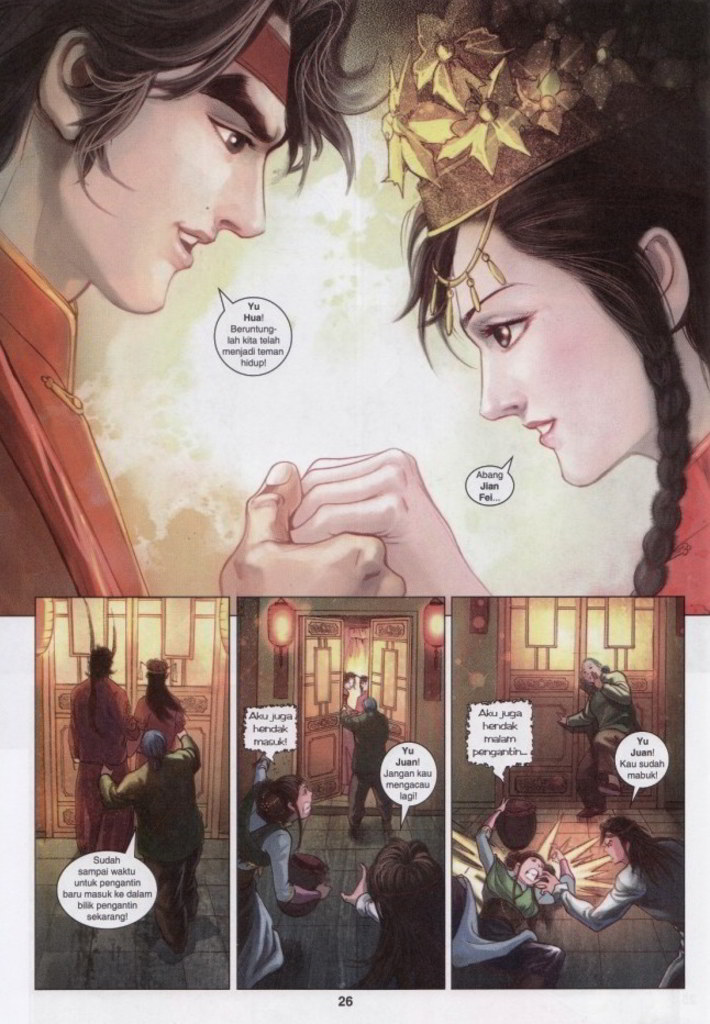 Yu
Hua!
Beruntung-
lah kita telah
menjadi teman
hidup!
Abang
Jian
Fei...
Sudah
sampai waktu
untuk pengantin
baru masuk ke dalam
bilik pengantin
sekarang!
Aku juga
hendak
masuk!
Yu
Juan!
Jangan kau
mengacau
lagi!
Aku juga
hendak
malam
pengantin...
Yu
Juan!
Kau sudah
mabuk!
26